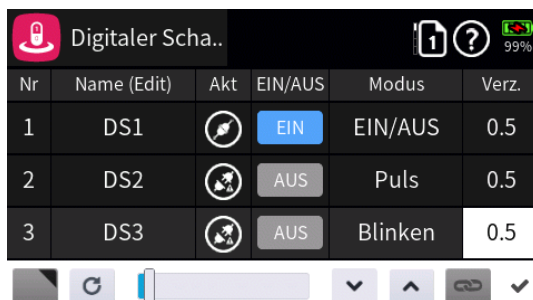 Digitaler Scha.. 1 ? 99%
Nr Name (Edit) Akt EIN/AUS Modus Verz.
1 DS1 EIN EIN/AUS 0.5
2 DS2 AUS Puls 0.5
3 DS3 AUS Blinken 0.5